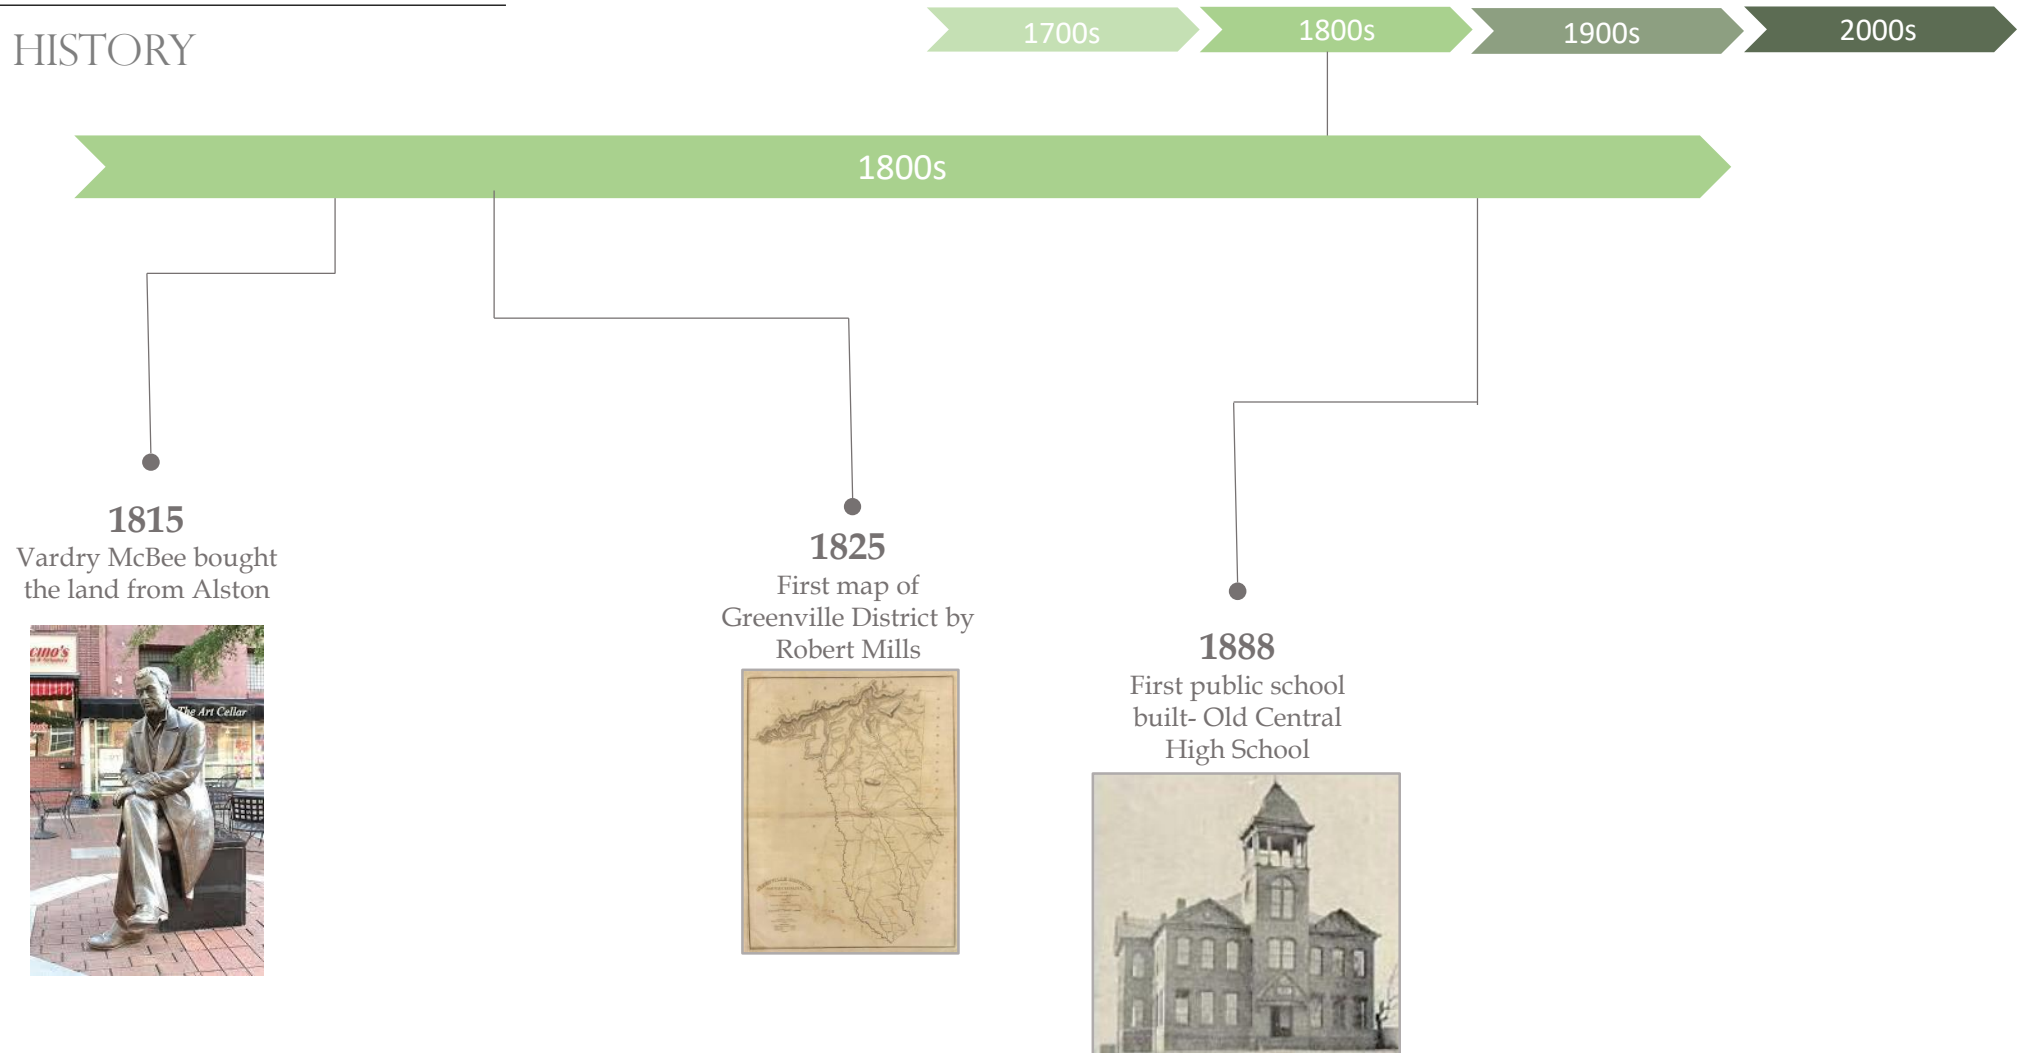 HISTORY
1700s
1800s
1900s
2000s
1800s
1815
Vardry McBee bought
the land from Alston
The Art Cellar
1825
First map of
Greenville District by
Robert Mills
1888
First public school
built- Old Central
High School